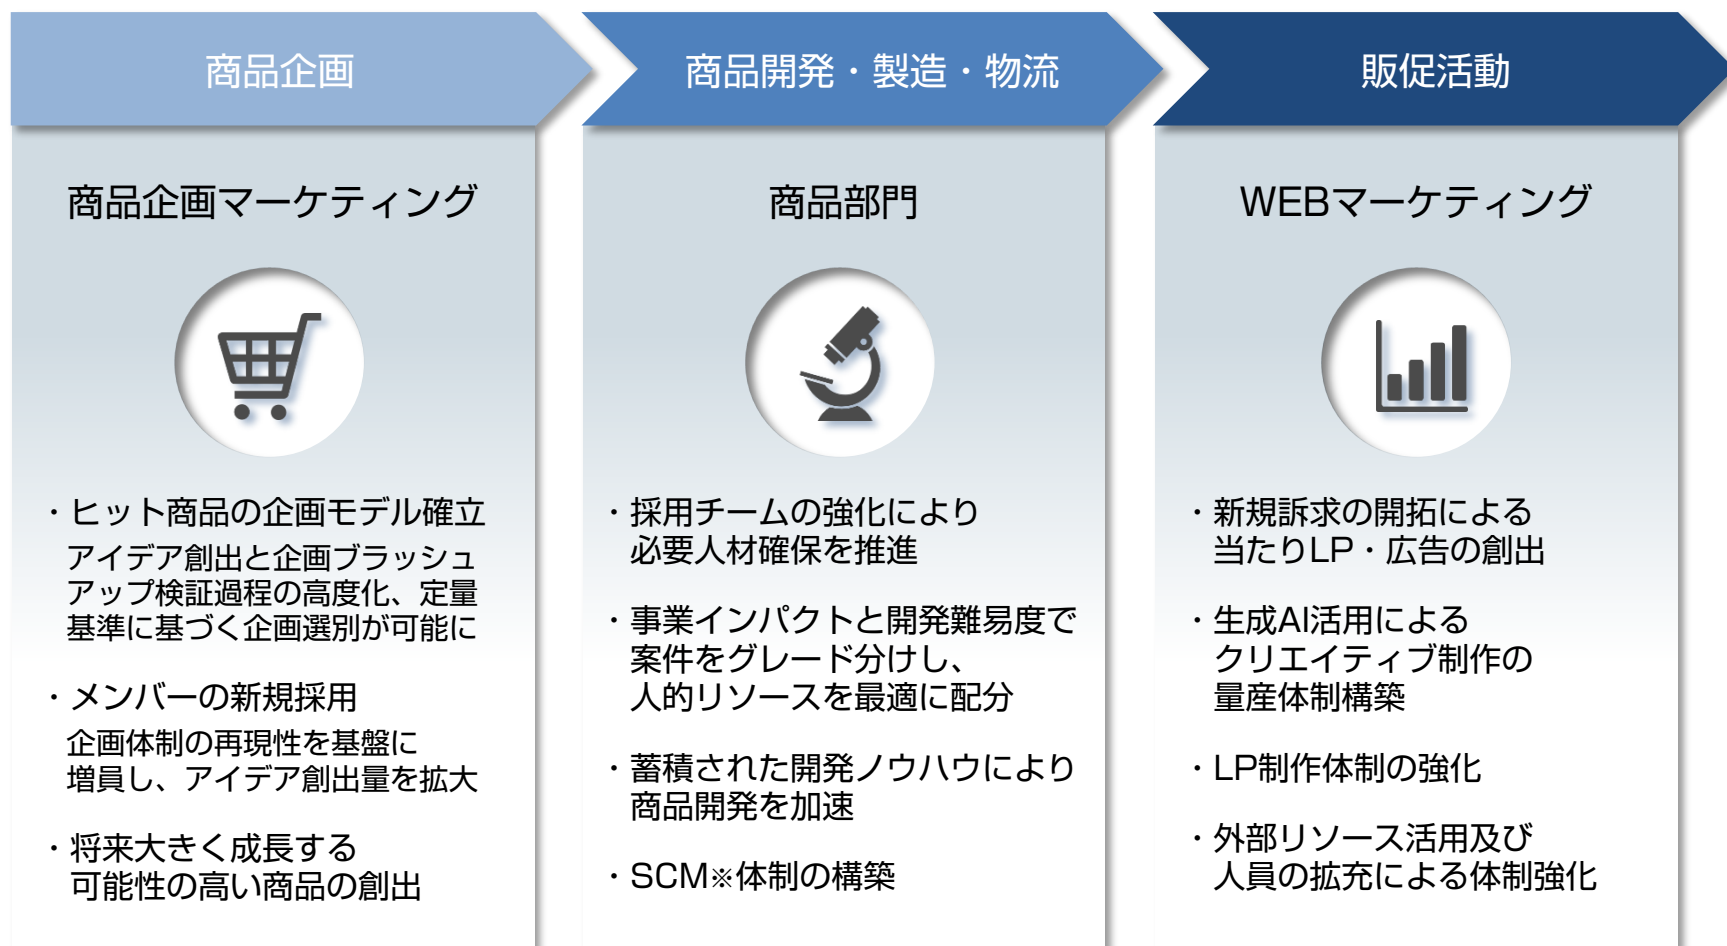 商品企画
商品企画マーケティング
・ヒット商品の企画モデル確立
アイデア創出と企画ブラッシュ
アップ検証過程の高度化、定量
基準に基づく企画選別が可能に
・メンバーの新規採用
企画体制の再現性を基盤に
増員し、アイデア創出量を拡大
・将来大きく成長する
可能性の高い商品の創出
商品開発・製造・物流
商品部門
・採用チームの強化により
必要人材確保を推進
・事業インパクトと開発難易度で
案件をグレード分けし、
人的リソースを最適に配分
・蓄積された開発ノウハウにより
商品開発を加速
・SCM※体制の構築
販促活動
WEBマーケティング
・新規訴求の開拓による
当たりLP・広告の創出
・生成AI活用による
クリエイティブ制作の
量産体制構築
・LP制作体制の強化
・外部リソース活用及び
人員の拡充による体制強化